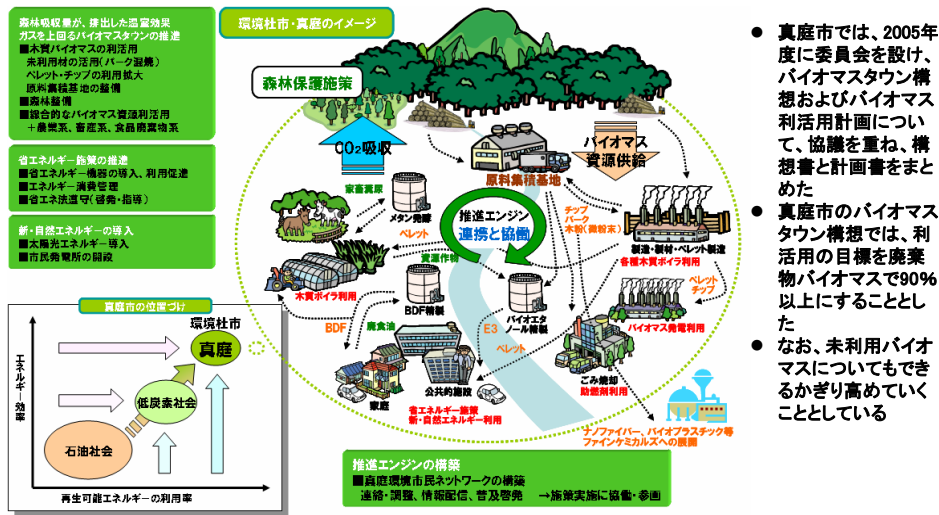 森林吸収量が、排出した温室効果
ガスを上回るバイオマスタウンの推進
■木質バイオマスの利活用
未利用材の活用(バーク混焼)
ペレット・チップの利用拡大
原料集積基地の整備
■森林整備
■総合的なバイオマス資源利活用
+農業系、畜産系、食品廃棄物系
省エネルギー施策の推進
■省エネルギー機器の導入、利用促進
■エネルギー消費管理
■省エネ法遵守(啓発・指導)
新・自然エネルギーの導入
■太陽光エネルギー導入
■市民発電所の開設
環境杜市・真庭のイメージ
森林保護施策
CO₂吸収
バイオマス
資源供給
原料集積基地
家畜糞尿
メタン発酵
推進エンジン
連携と協働
チップ
バーク
木粉(微粉末)
製造・製材・ペレット製造
各種木質ボイラ利用
ペレット
資源作物
木質ボイラ利用
BDF精製
バイオエタ
ノール精製
ペレット
チップ
バイオマス発電利用
BDF
廃食油
E3
ペレット
家庭
公共的施設
省エネルギー施策
新・自然エネルギー利用
ごみ焼却
助燃剤利用
ナノファイバー、バイオプラスチック等
ファインケミカルズへの展開
推進エンジンの構築
■真庭環境市民ネットワークの構築
連絡・調整、情報配信、普及啓発 →施策実施に協働・参画
真庭市の位置づけ
環境杜市
真庭
低炭素社会
石油社会
エネルギー効率
再生可能エネルギーの利用率
● 真庭市では、2005年
度に委員会を設け、
バイオマスタウン構
想およびバイオマス
利活用計画につい
て、協議を重ね、構
想書と計画書をまと
めた
● 真庭市のバイオマス
タウン構想では、利
活用の目標を廃棄
物バイオマスで90%
以上にすることとし
た
● なお、未利用バイオ
マスについてもでき
るかぎり高めていく
こととしている